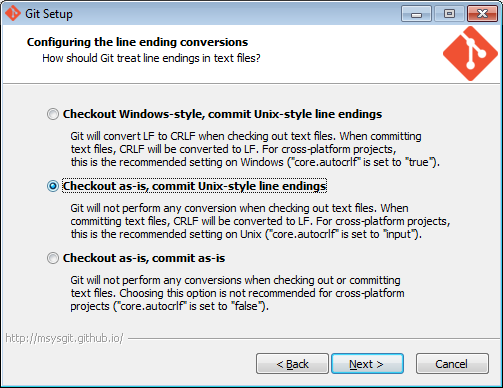 Git Setup
Configuring the line ending conversions
How should Git treat line endings in text files?
Checkout Windows-style, commit Unix-style line endings
Git will convert LF to CRLF when checking out text files. When committing
text files, CRLF will be converted to LF. For cross-platform projects,
this is the recommended setting on Windows ("core.autocrlf" is set to "true").
Checkout as-is, commit Unix-style line endings
Git will not perform any conversion when checking out text files. When
committing text files, CRLF will be converted to LF. For cross-platform projects,
this is the recommended setting on Unix ("core.autocrlf" is set to "input").
Checkout as-is, commit as-is
Git will not perform any conversions when checking out or committing
text files. Choosing this option is not recommended for cross-platform
projects ("core.autocrlf" is set to "false").
http://msysgit.github.io/
< Back Next > Cancel